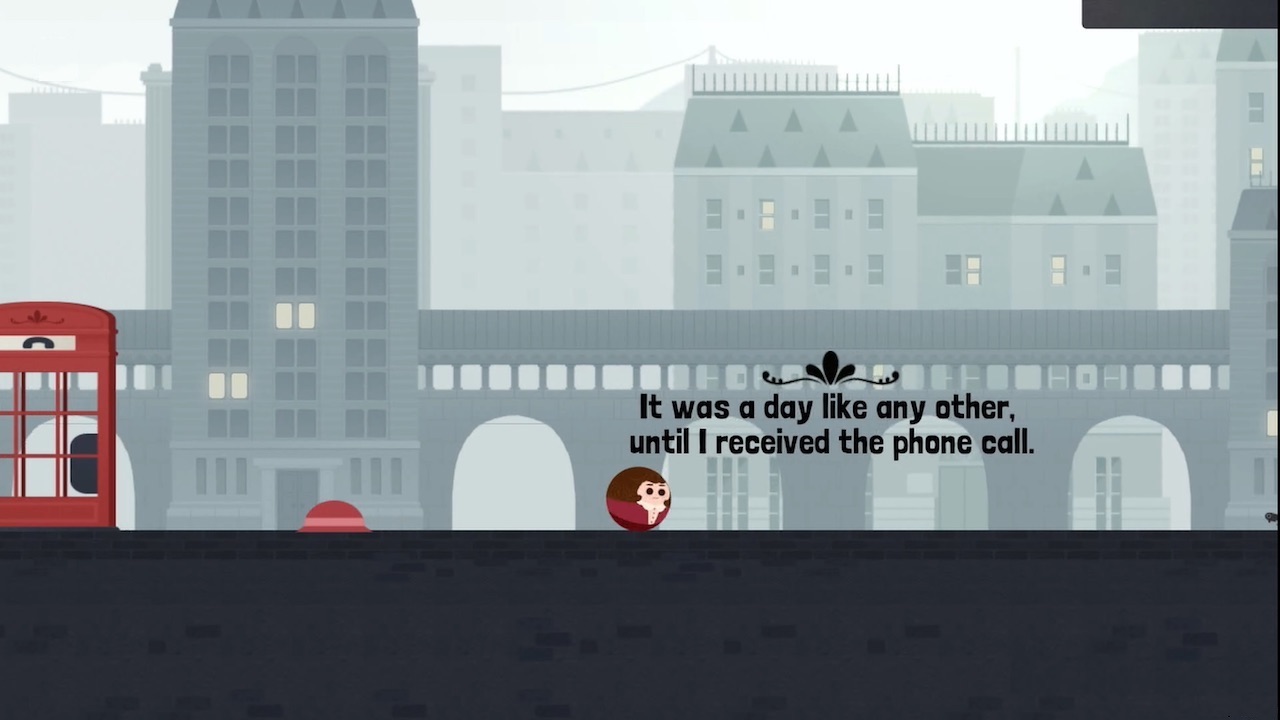 It was a day like any other,
until I received the phone call.